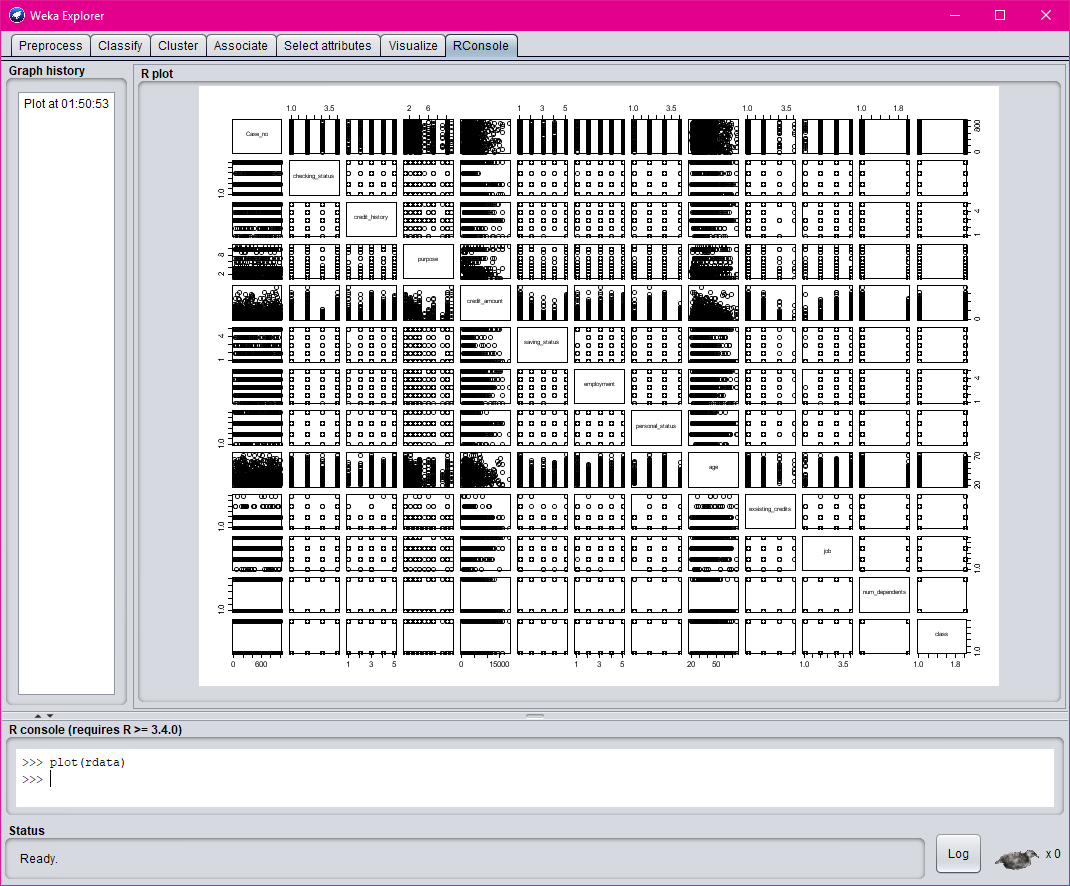 Weka Explorer
Preprocess Classify Cluster Associate Select attributes Visualize RConsole
Graph history
R plot
Plot at 01:50:53
1.0 3.5 2 6 1 3 5 1.0 3.5 1.0 3.5 1.0 1.8
Case_no 0 800
1.0 checking_status
credit_history 1 4
2 8 purpose
credit_amount 0
1 4 saving_status
employment 1 4
1.0 personal_status
age 20 70
1.0 exsisting_credits
job 1.0
1.0 num_dependents
class 1.0
0 600 1 3 5 0 15000 1 3 5 20 50 1.0 3.5 1.0 1.8
R console (requires R >= 3.4.0)
>>> plot(rdata)
>>>
Status
Ready.
Log
x 0